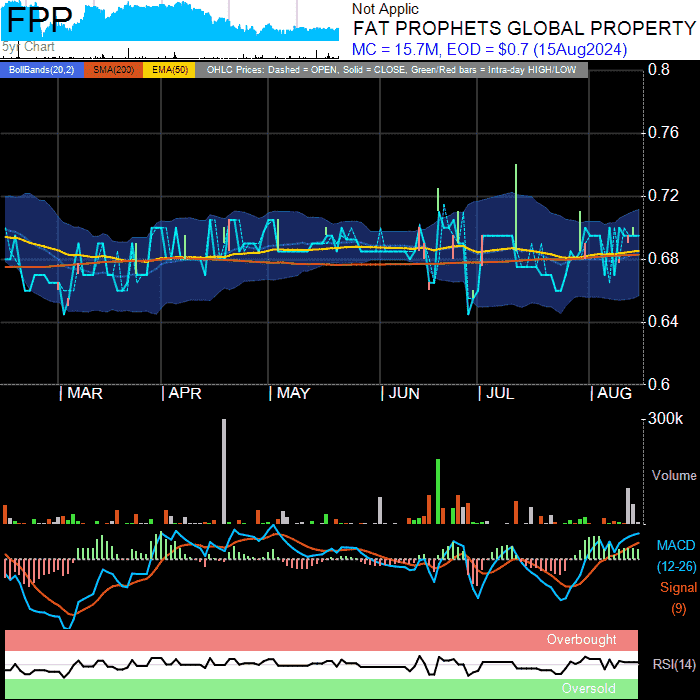 FPP
5yr Chart
Not Applic
FAT PROPHETS GLOBAL PROPERTY
MC = 15.7M, EOD = $0.7 (15Aug2024)
BollBands(20,2) SMA(200) EMA(50) OHLC Prices: Dashed = OPEN, Solid = CLOSE, Green/Red bars = Intra-day HIGH/LOW
0.8
0.76
0.72
0.68
0.64
0.6
MAR APR MAY JUN JUL AUG
300k
Volume
MACD
(12-26)
Signal
(9)
Overbought
RSI(14)
Oversold